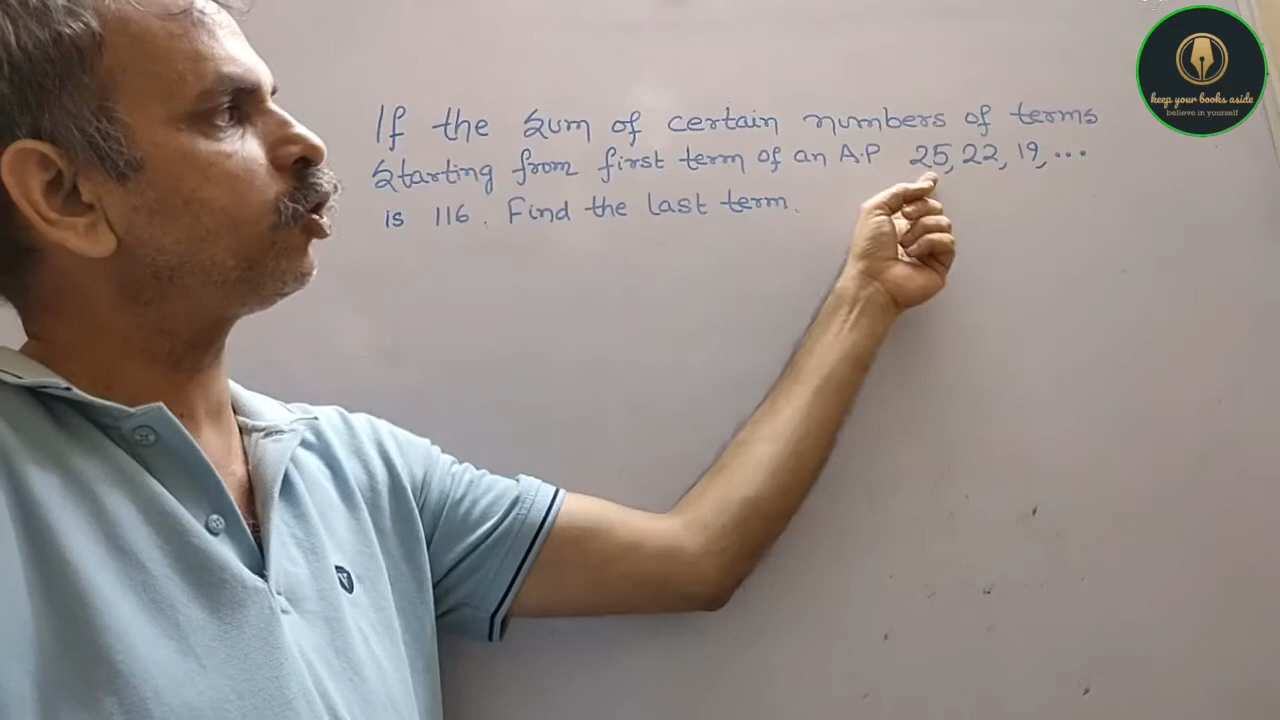 If the sum of certain numbers of terms
starting from first term of an A.P 25, 22, 19, ...
is 116. Find the last term.
keep your books aside
believe in yourself